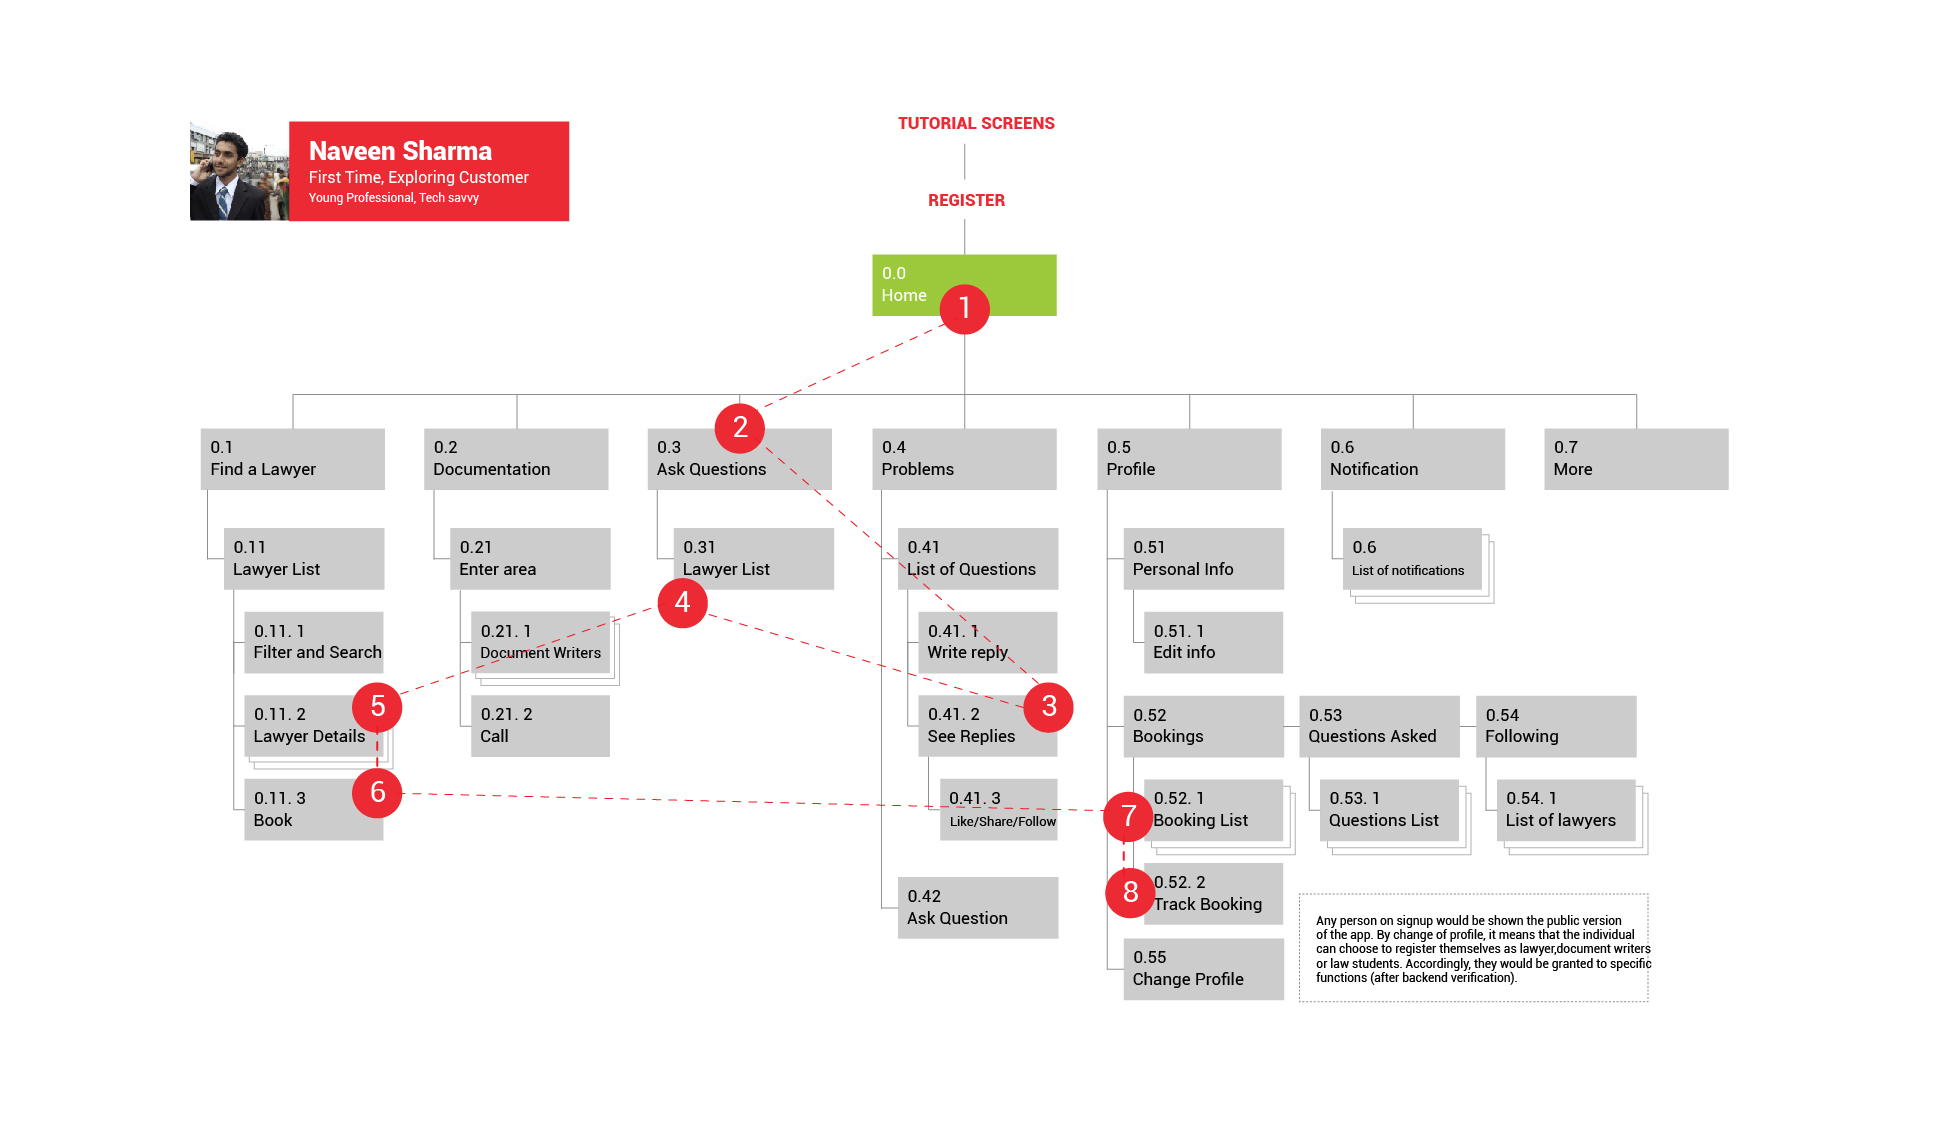 Naveen Sharma
First Time, Exploring Customer
Young Professional, Tech savvy
TUTORIAL SCREENS
REGISTER
0.0
Home
1
2
0.1
Find a Lawyer
0.2
Documentation
0.3
Ask Questions
0.4
Problems
0.5
Profile
0.6
Notification
0.7
More
0.11
Lawyer List
0.21
Enter area
0.31
Lawyer List
0.41
List of Questions
0.51
Personal Info
0.6
List of notifications
4
0.11. 1
Filter and Search
0.21. 1
Document Writers
0.41. 1
Write reply
0.51. 1
Edit info
5
3
0.11. 2
Lawyer Details
0.21. 2
Call
0.41. 2
See Replies
0.52
Bookings
0.53
Questions Asked
0.54
Following
6
7
0.11. 3
Book
0.41. 3
Like/Share/Follow
0.52. 1
Booking List
0.53. 1
Questions List
0.54. 1
List of lawyers
8
0.42
Ask Question
0.52. 2
Track Booking
0.55
Change Profile
Any person on signup would be shown the public version
of the app. By change of profile, it means that the individual
can choose to register themselves as lawyer,document writers
or law students. Accordingly, they would be granted to specific
functions (after backend verification).